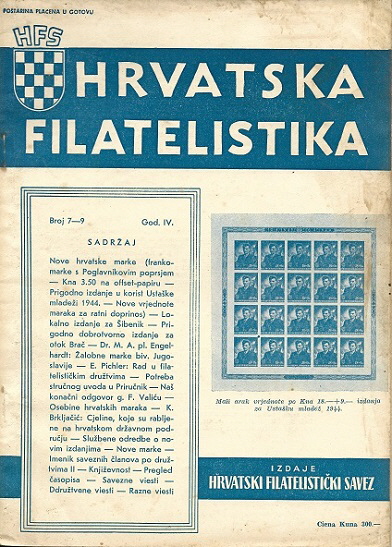 POŠTARINA PLAĆENA U GOTOVU
HFS
HRVATSKA
FILATELISTIKA
Broj 7—9 God. IV.
SADRŽAJ
Nove hrvatske marke (franko-
marke s Poglavnikovim poprsjem
— Kna 3.50 na offset-papiru —
Prigodno izdanje u korist Ustaške
mladeži 1944. — Nove vrjednote
maraka za ratni doprinos) — Lo-
kalno izdanje za Šibenik — Pri-
godno dobrotvorno izdanje za
otok Brač — Dr. M. A. pl. Engel-
hardt: Žalobne marke biv. Jugo-
slavije — E. Pichler: Rad u fila-
telističkim družtvima — Potreba
stručnog uvoda u Priručnik — Naš
konačni odgovor g. F. Valiću —
Osebine hrvatskih maraka — K.
Brkljačić: Cjeline, koje su rabljе-
ne na hrvatskom državnom pod-
ručju — Službene odredbe o no-
vim izdanjima — Nove marke —
Imenik saveznih članova po druž-
tvima II — Književnost — Pregled
časopisa — Savezne viesti —
Ddružtvene viesti — Razne viesti
Mali arak vrjednote po Kna 18.—+9.— izdanja
za Ustašku mladež 1944.
IZDAJE
HRVATSKI FILATELISTIČKI SAVEZ
Ciena Kuna 300.—